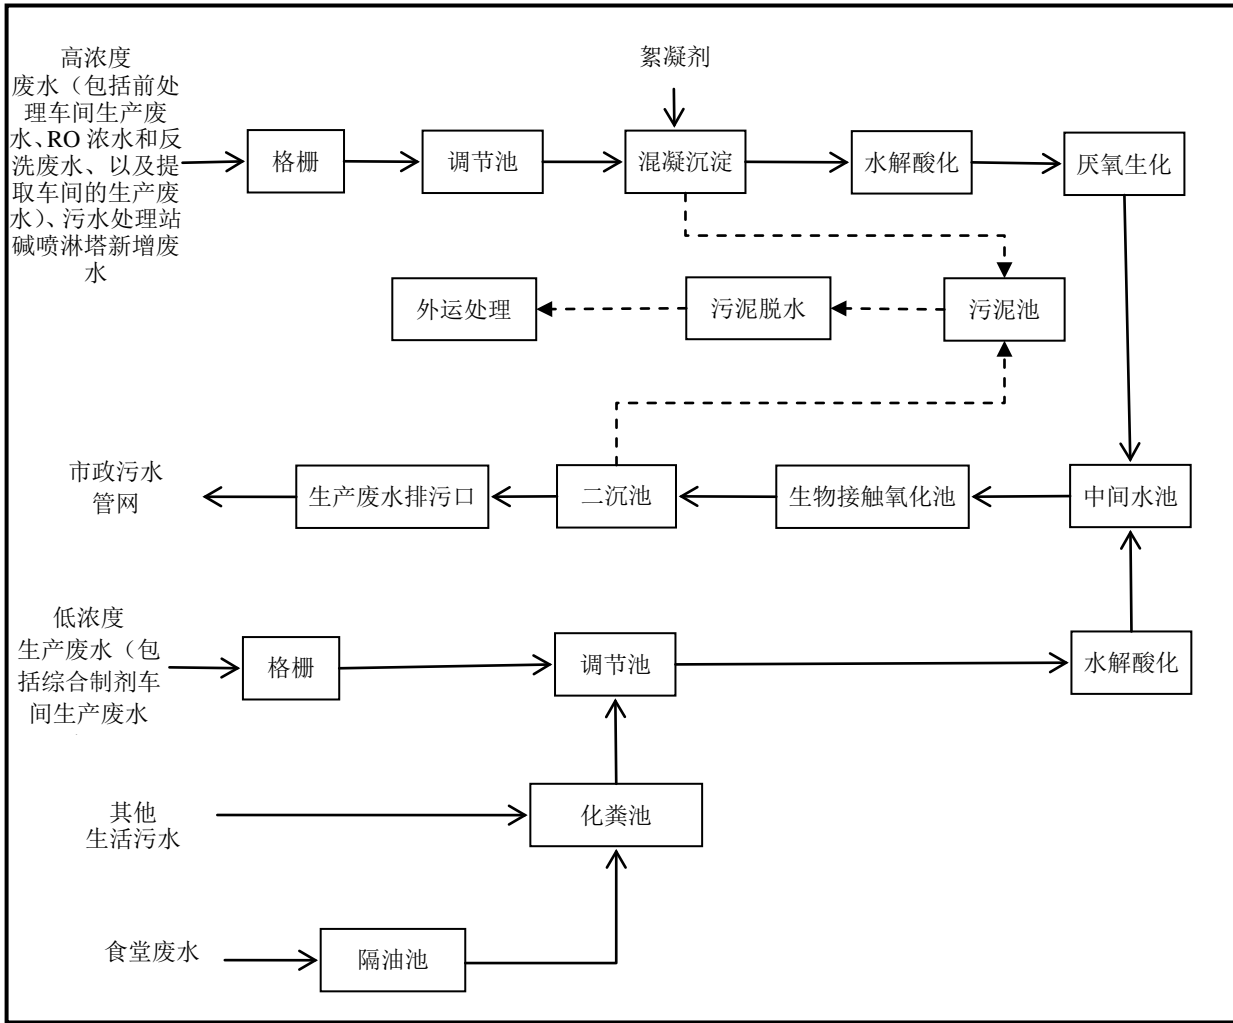 高浓度
废水（包括前处
理车间生产废
水、RO 浓水和反
洗废水、以及提
取车间的生产废
水）、污水处理站
碱喷淋塔新增废
水
絮凝剂
格栅
调节池
混凝沉淀
水解酸化
厌氧生化
外运处理
污泥脱水
污泥池
市政污水
管网
生产废水排污口
二沉池
生物接触氧化池
中间水池
低浓度
生产废水（包
括综合制剂车
间生产废水
格栅
调节池
水解酸化
其他
生活污水
化粪池
食堂废水
隔油池